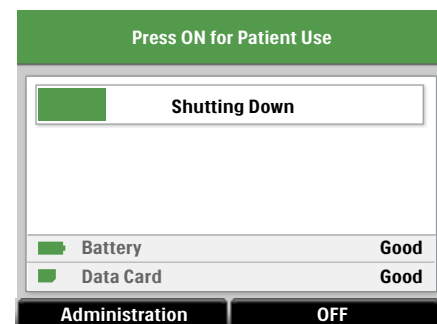 Press ON for Patient Use
Shutting Down
Battery Good
Data Card Good
Administration OFF